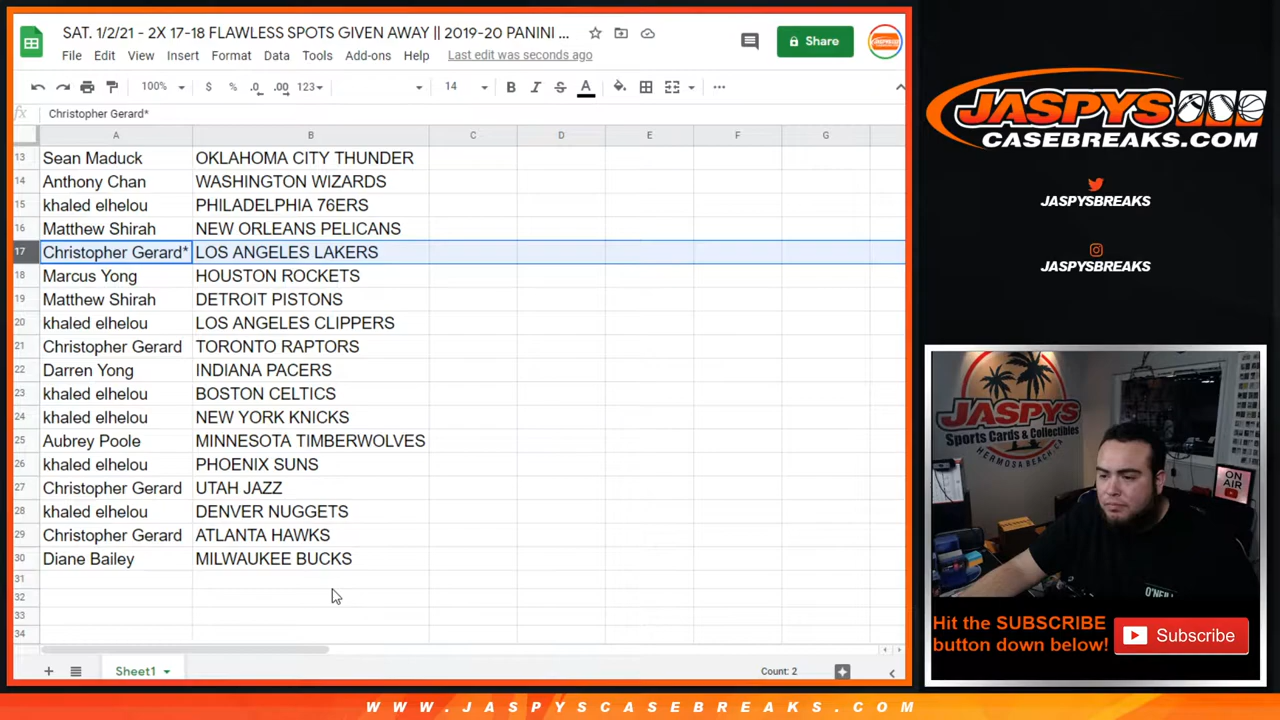 SAT. 1/2/21 - 2X 17-18 FLAWLESS SPOTS GIVEN AWAY || 2019-20 PANINI ...
Share
File Edit View Insert Format Data Tools Add-ons Help Last edit was seconds ago
100% $ % .0 .00 123 14 B I S A
fx Christopher Gerard*
A B C D E F G
13 Sean Maduck OKLAHOMA CITY THUNDER
14 Anthony Chan WASHINGTON WIZARDS
15 khaled elhelou PHILADELPHIA 76ERS
16 Matthew Shirah NEW ORLEANS PELICANS
17 Christopher Gerard* LOS ANGELES LAKERS
18 Marcus Yong HOUSTON ROCKETS
19 Matthew Shirah DETROIT PISTONS
20 khaled elhelou LOS ANGELES CLIPPERS
21 Christopher Gerard TORONTO RAPTORS
22 Darren Yong INDIANA PACERS
23 khaled elhelou BOSTON CELTICS
24 khaled elhelou NEW YORK KNICKS
25 Aubrey Poole MINNESOTA TIMBERWOLVES
26 khaled elhelou PHOENIX SUNS
27 Christopher Gerard UTAH JAZZ
28 khaled elhelou DENVER NUGGETS
29 Christopher Gerard ATLANTA HAWKS
30 Diane Bailey MILWAUKEE BUCKS
31
32
33
34
Sheet1
Count: 2
JASPYS
CASEBREAKS.COM
JASPYSBREAKS
JASPYSBREAKS
JASPYS
Sports Cards & Collectibles
HERMOSA BEACH, CA
ON AIR
O'NEILL
Hit the SUBSCRIBE
button down below!
Subscribe
WWW.JASPYSCASEBREAKS.COM